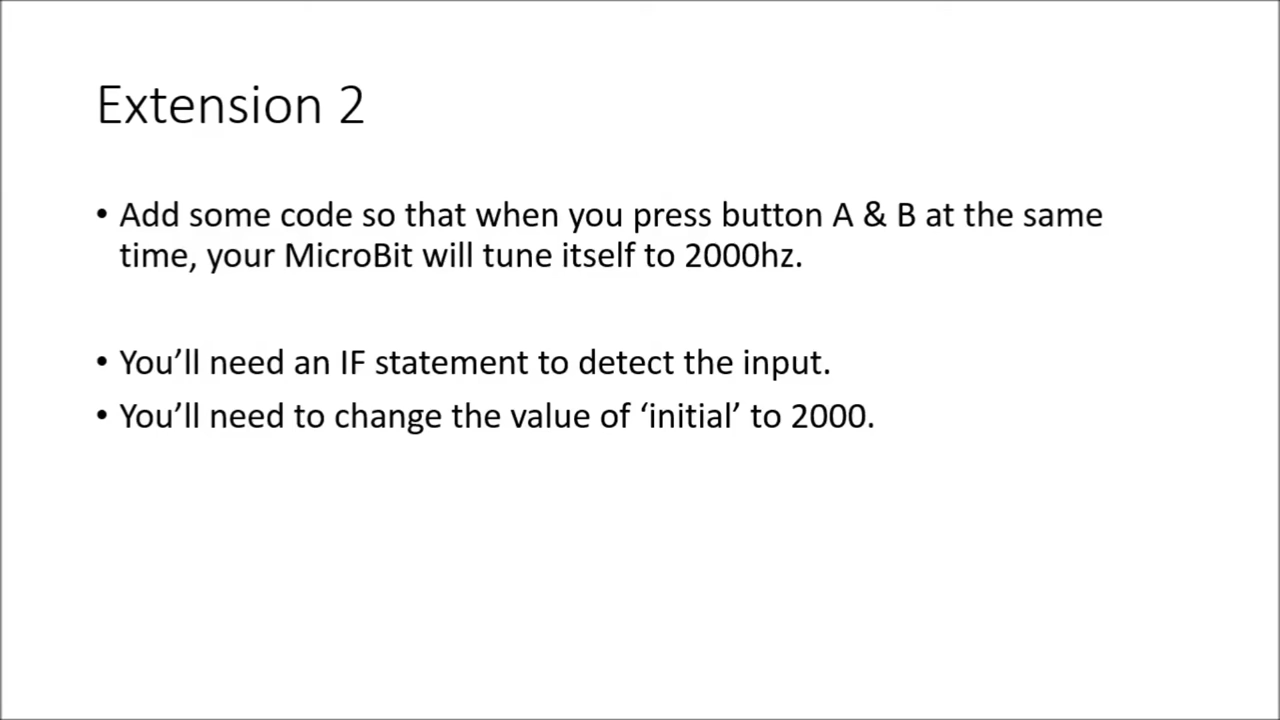 Extension 2
• Add some code so that when you press button A & B at the same
time, your MicroBit will tune itself to 2000hz.
• You’ll need an IF statement to detect the input.
• You’ll need to change the value of ‘initial’ to 2000.